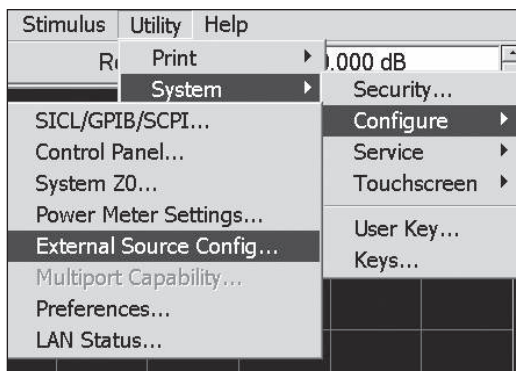 Stimulus Utility Help
Print
.000 dB
System
Security...
SICL/GPIB/SCPI...
Configure
Control Panel...
Service
System Z0...
Touchscreen
Power Meter Settings...
User Key...
External Source Config...
Keys...
Multiport Capability...
Preferences...
LAN Status...